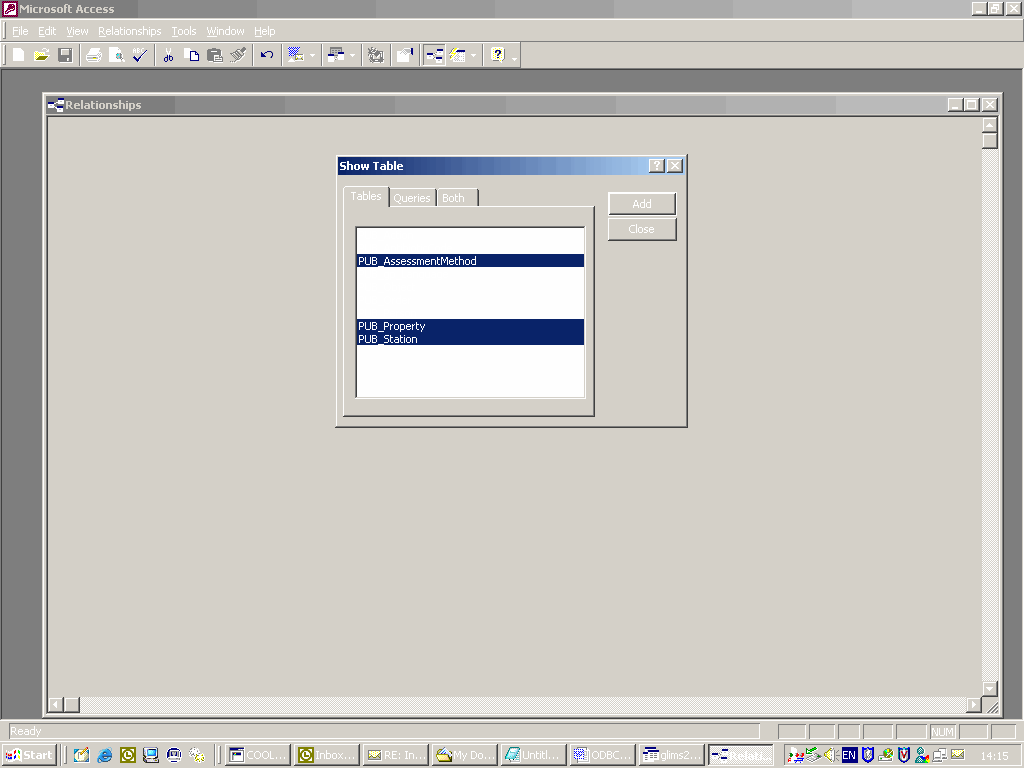 Microsoft Access
File Edit View Relationships Tools Window Help
Relationships
Show Table
Tables Queries Both
Add
Close
PUB_AssessmentMethod
PUB_Property
PUB_Station
Ready
NUM
Start
COOL...
Inbox...
RE: In...
My Do...
Untitl...
ODBC...
glims2...
Relati...
EN
14:15